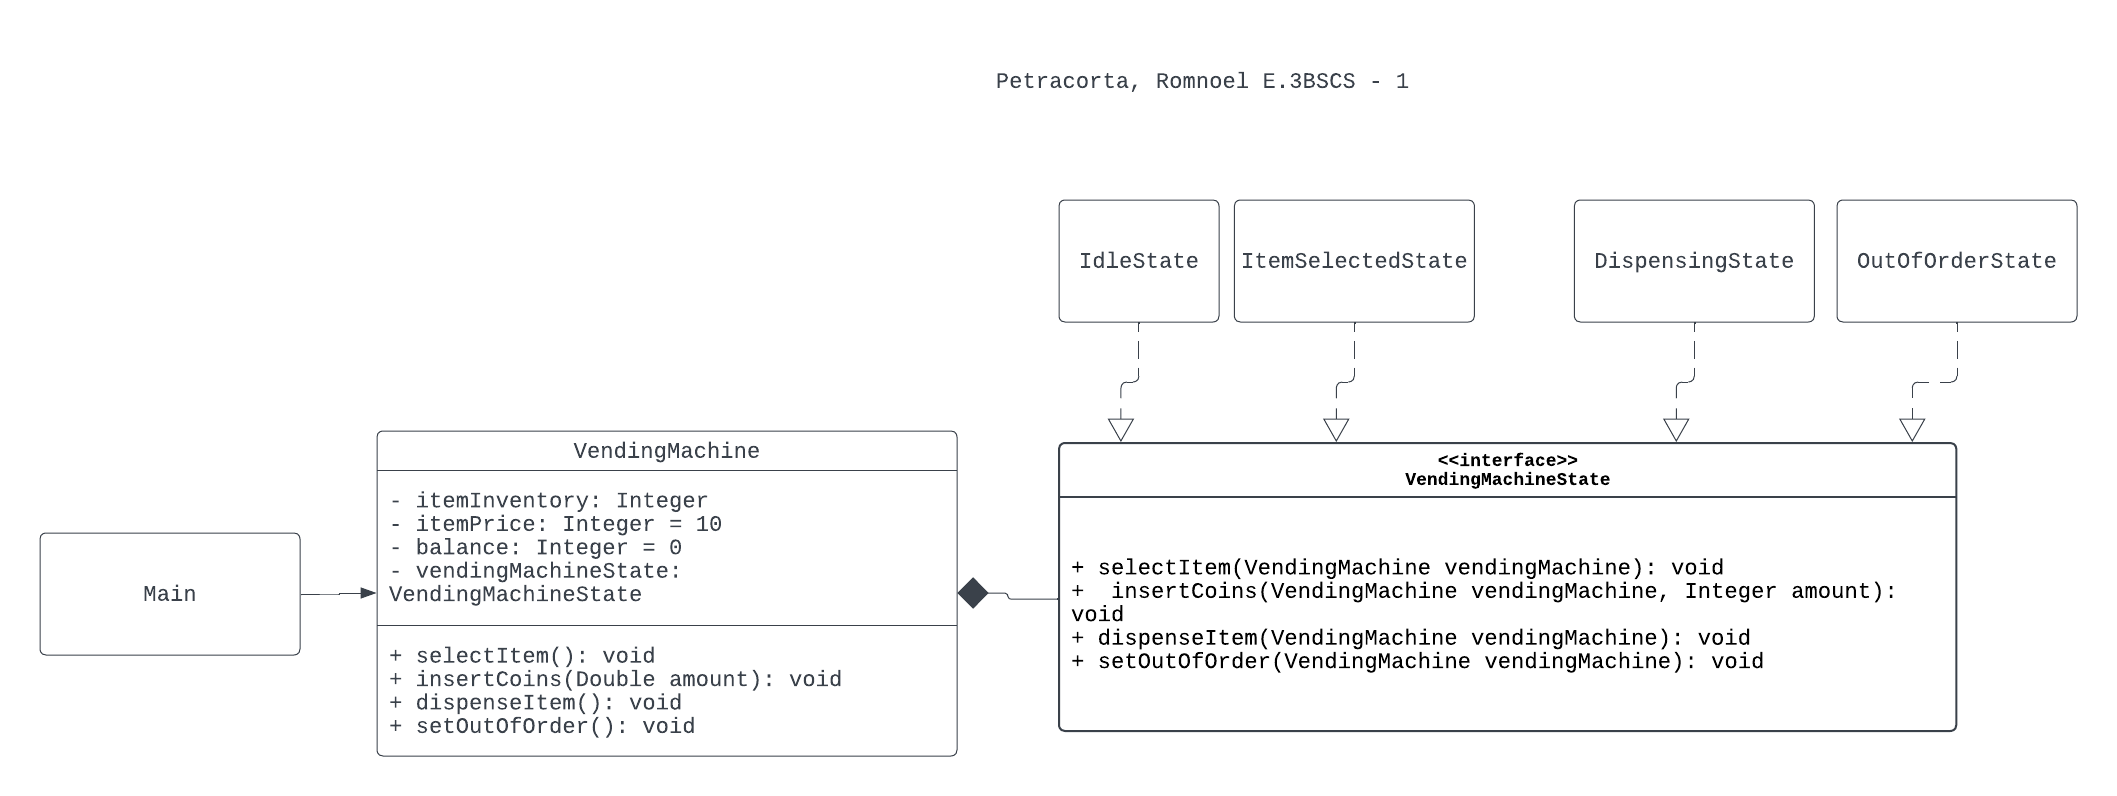 Petracorta, Romnoel E.3BSCS - 1
IdleState
ItemSelectedState
DispensingState
OutOfOrderState
Main
VendingMachine
- itemInventory: Integer
- itemPrice: Integer = 10
- balance: Integer = 0
- vendingMachineState:
VendingMachineState
+ selectItem(): void
+ insertCoins(Double amount): void
+ dispenseItem(): void
+ setOutOfOrder(): void
<<interface>>
VendingMachineState
+ selectItem(VendingMachine vendingMachine): void
+  insertCoins(VendingMachine vendingMachine, Integer amount):
void
+ dispenseItem(VendingMachine vendingMachine): void
+ setOutOfOrder(VendingMachine vendingMachine): void